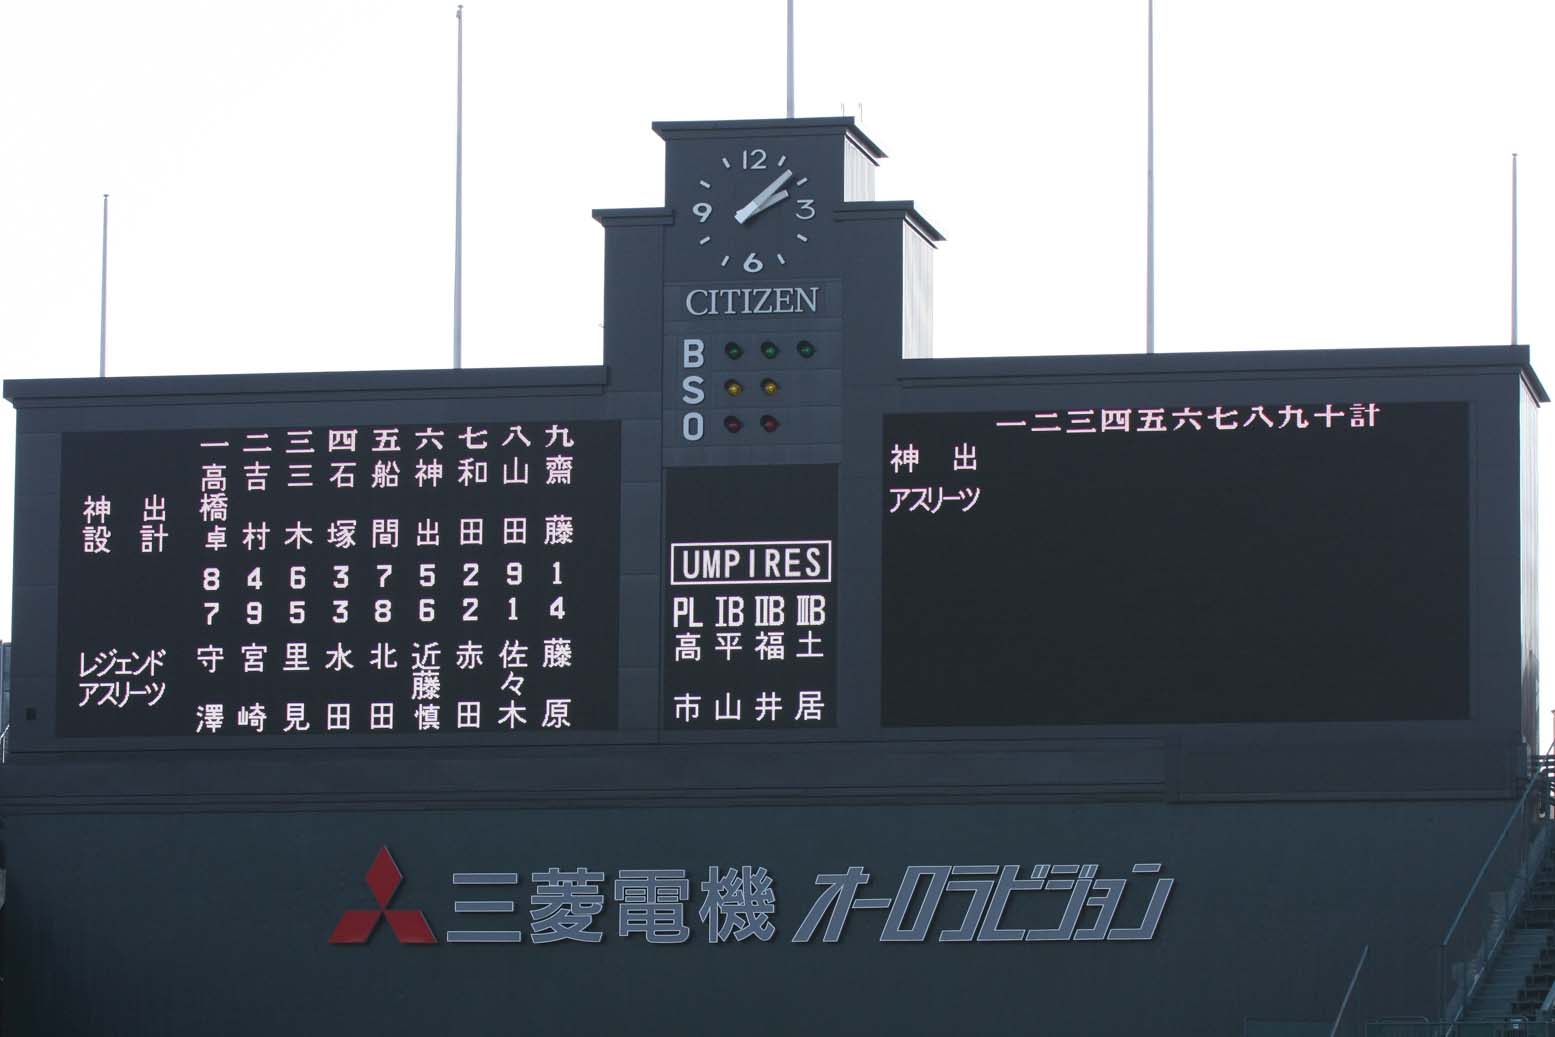 12
9 3
6
CITIZEN
B
S
O
一 二 三 四 五 六 七 八 九
神出設計
高橋卓 吉村 三木 石塚 船間 神出 和田 山田 齋藤
8 4 6 3 7 5 2 9 1
7 9 5 3 8 6 2 1 4
レジェンドアスリーツ
守澤 宮崎 里見 水田 北田 近藤慎 赤田 佐々木 藤原
UMPIRES
PL ⅠB ⅡB ⅢB
高市 平山 福井 土居
一二三四五六七八九十計
神出
アスリーツ
三菱電機 オーロラビジョン